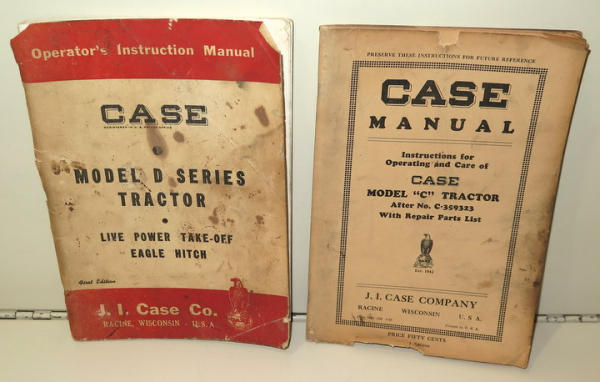 Operator's Instruction Manual
CASE
MODEL D SERIES
TRACTOR
LIVE POWER TAKE-OFF
EAGLE HITCH
First Edition
J. I. Case Co.
RACINE, WISCONSIN - U.S.A.
PRESERVE THESE INSTRUCTIONS FOR FUTURE REFERENCE
CASE
MANUAL
Instructions for
Operating and Care of
CASE
MODEL "C" TRACTOR
After No. C-359323
With Repair Parts List
Est. 1842
J. I. CASE COMPANY
RACINE WISCONSIN U. S. A.
PRICE FIFTY CENTS